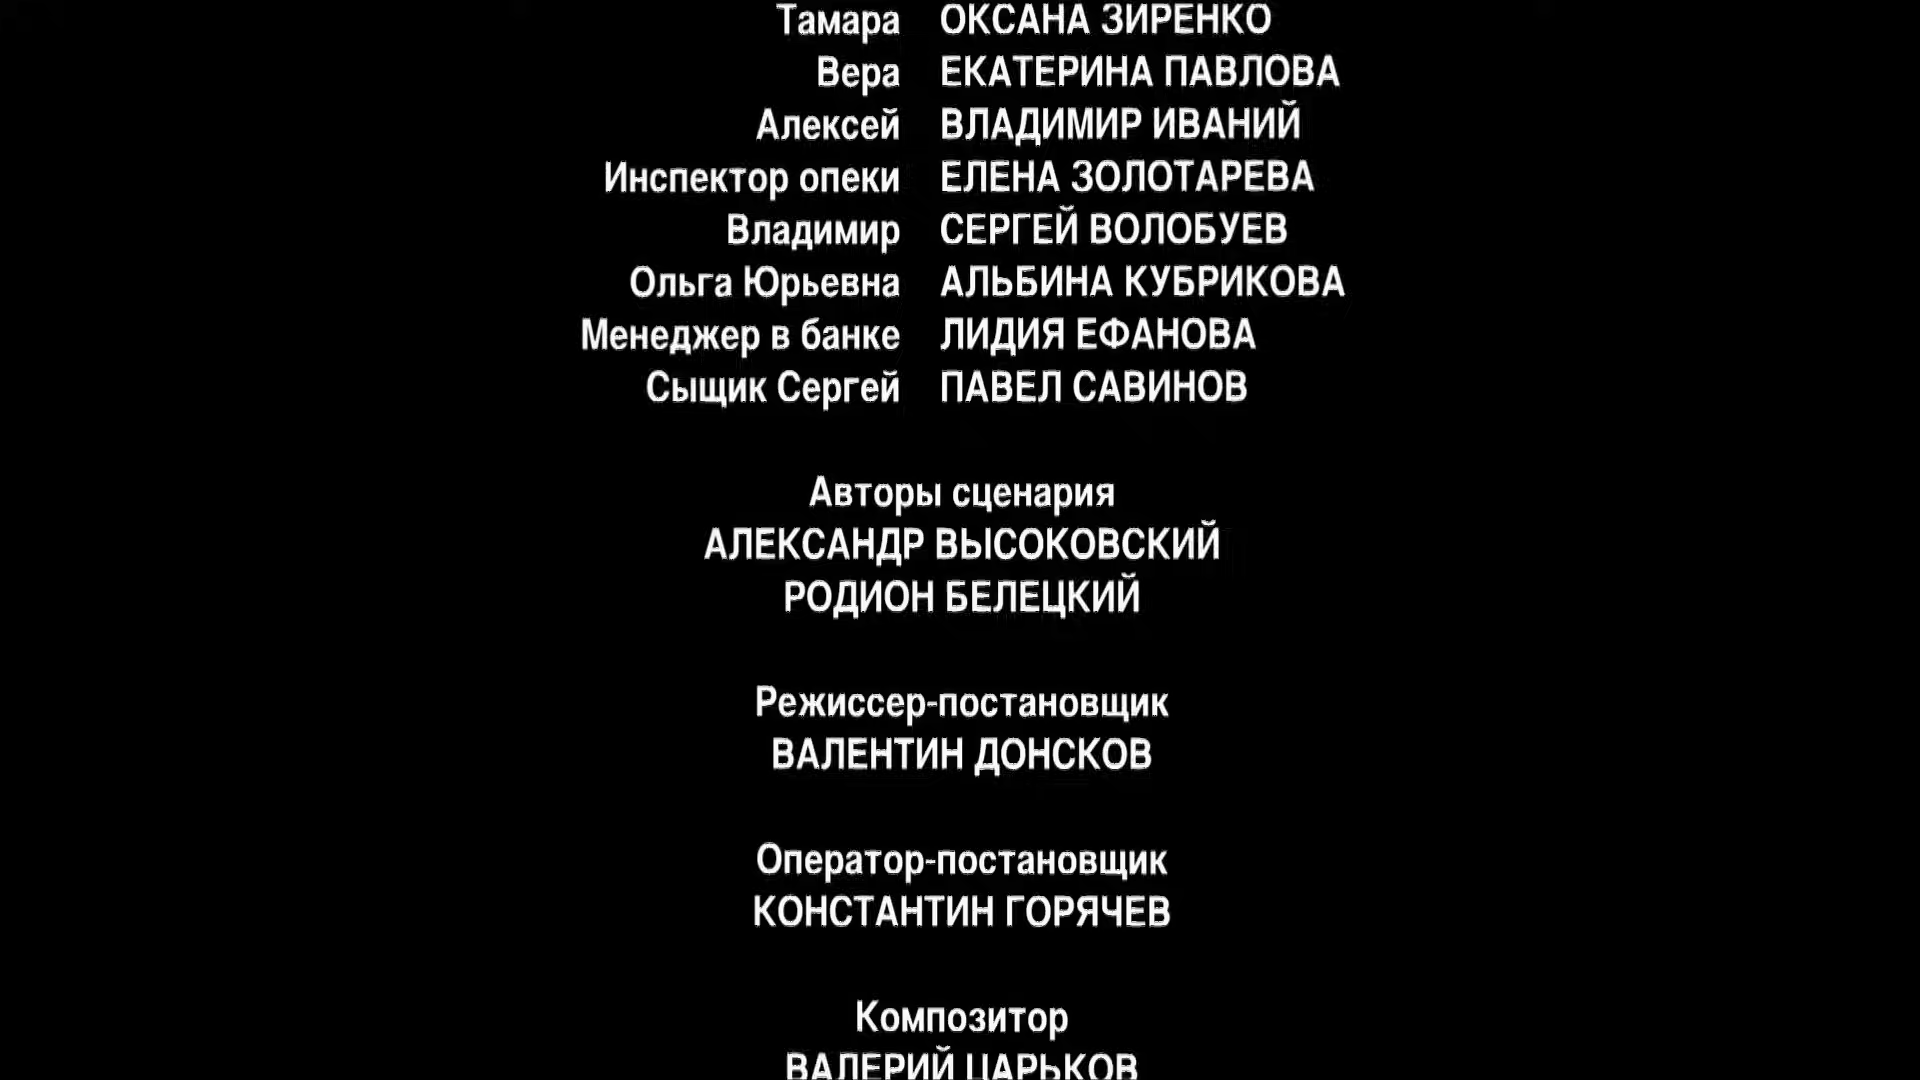 Тамара ОКСАНА ЗИРЕНКО
Вера ЕКАТЕРИНА ПАВЛОВА
Алексей ВЛАДИМИР ИВАНИЙ
Инспектор опеки ЕЛЕНА ЗОЛОТАРЕВА
Владимир СЕРГЕЙ ВОЛОБУЕВ
Ольга Юрьевна АЛЬБИНА КУБРИКОВА
Менеджер в банке ЛИДИЯ ЕФАНОВА
Сыщик Сергей ПАВЕЛ САВИНОВ
Авторы сценария
АЛЕКСАНДР ВЫСОКОВСКИЙ
РОДИОН БЕЛЕЦКИЙ
Режиссер-постановщик
ВАЛЕНТИН ДОНСКОВ
Оператор-постановщик
КОНСТАНТИН ГОРЯЧЕВ
Композитор
ВАЛЕРИЙ ЦАРЬКОВ